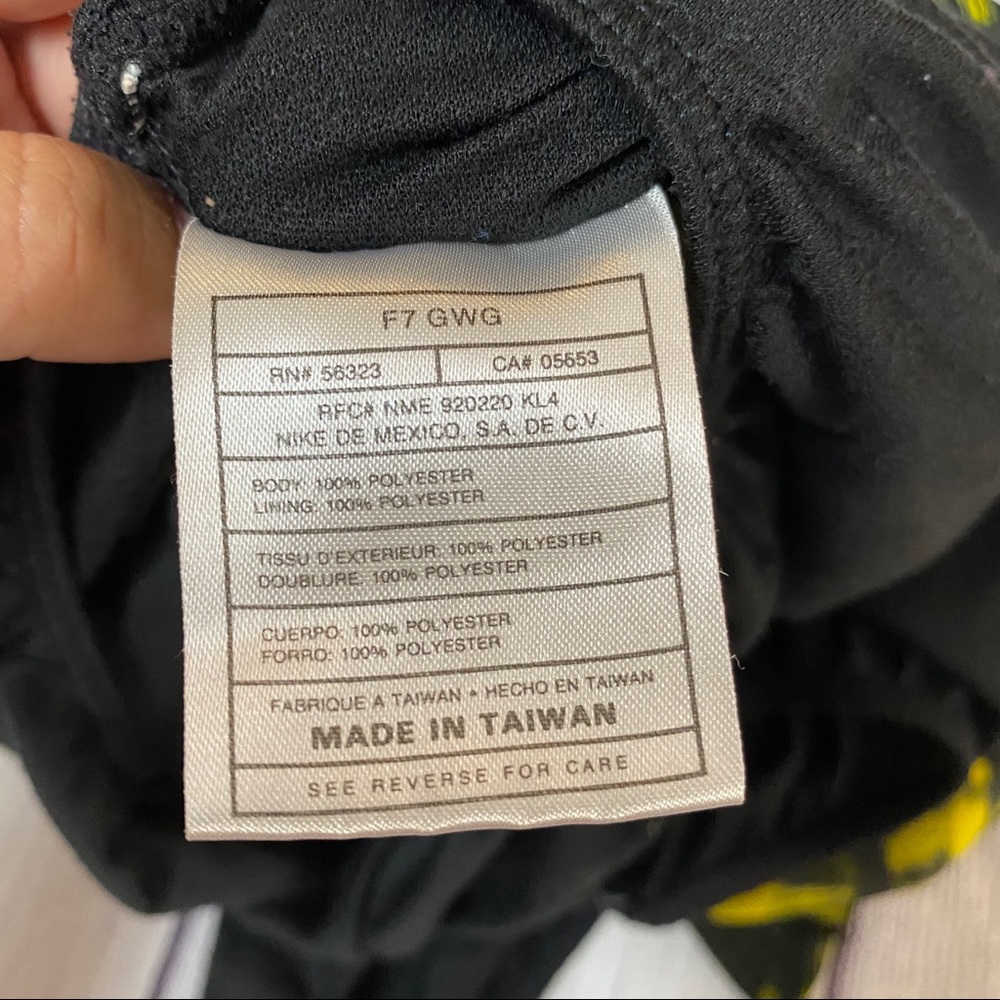 F7 GWG
RN# 56323
CA# 05653
RFC# NME 920220 KL4
NIKE DE MEXICO, S.A. DE C.V.
BODY: 100% POLYESTER
LINING: 100% POLYESTER
TISSU D'EXTERIEUR: 100% POLYESTER
DOUBLURE: 100% POLYESTER
CUERPO: 100% POLYESTER
FORRO: 100% POLYESTER
FABRIQUE A TAIWAN • HECHO EN TAIWAN
MADE IN TAIWAN
SEE REVERSE FOR CARE